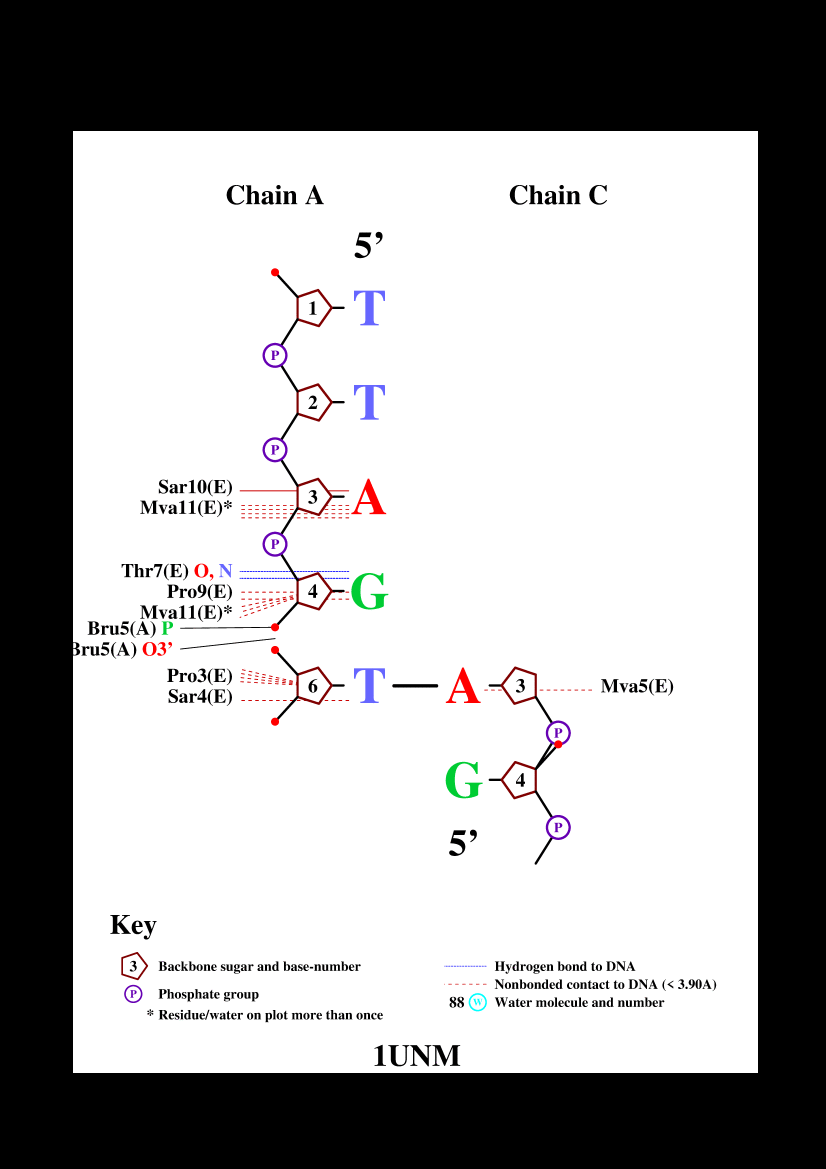 Chain A Chain C
5’
1 T
P
2 T
P
Sar10(E)
3 A
Mva11(E)*
P
Thr7(E) O, N
Pro9(E) 4 G
Mva11(E)*
Bru5(A) P
Bru5(A) O3’
Pro3(E)
6 T A 3 Mva5(E)
Sar4(E)
P
G 4
P
5’
Key
3 Backbone sugar and base-number
P Phosphate group
* Residue/water on plot more than once
Hydrogen bond to DNA
Nonbonded contact to DNA (< 3.90A)
88 W Water molecule and number
1UNM